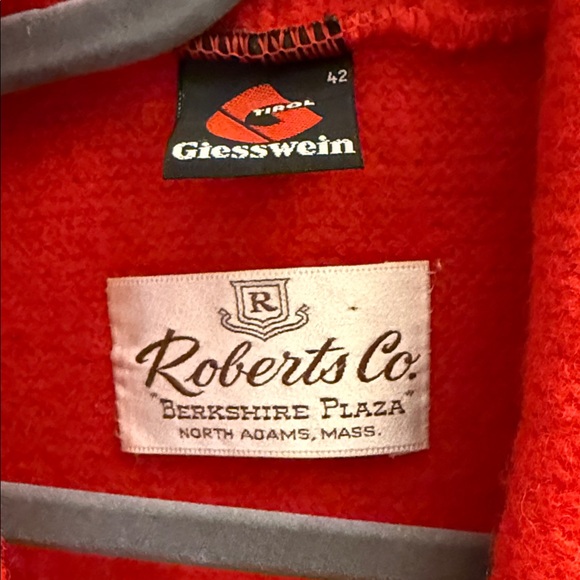 42
TIROL
Giesswein
R
Roberts Co.
"BERKSHIRE PLAZA"
NORTH ADAMS, MASS.